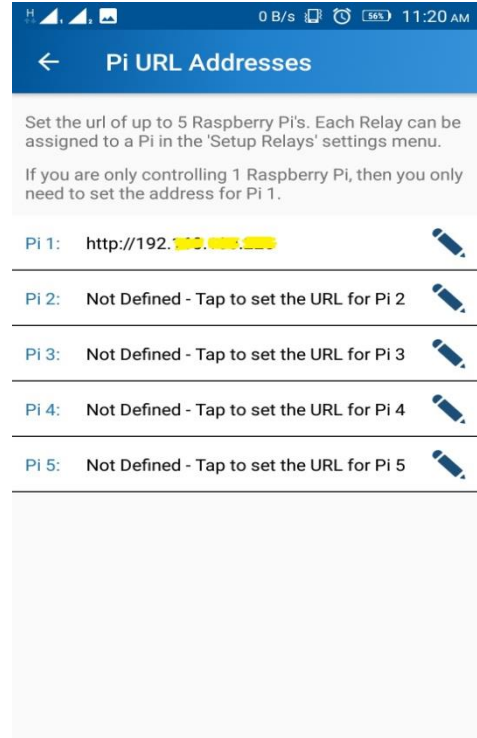 H 1 2 0 B/s 56% 11:20 AM
Pi URL Addresses
Set the url of up to 5 Raspberry Pi's. Each Relay can be
assigned to a Pi in the 'Setup Relays' settings menu.
If you are only controlling 1 Raspberry Pi, then you only
need to set the address for Pi 1.
Pi 1: http://192.
Pi 2: Not Defined - Tap to set the URL for Pi 2
Pi 3: Not Defined - Tap to set the URL for Pi 3
Pi 4: Not Defined - Tap to set the URL for Pi 4
Pi 5: Not Defined - Tap to set the URL for Pi 5